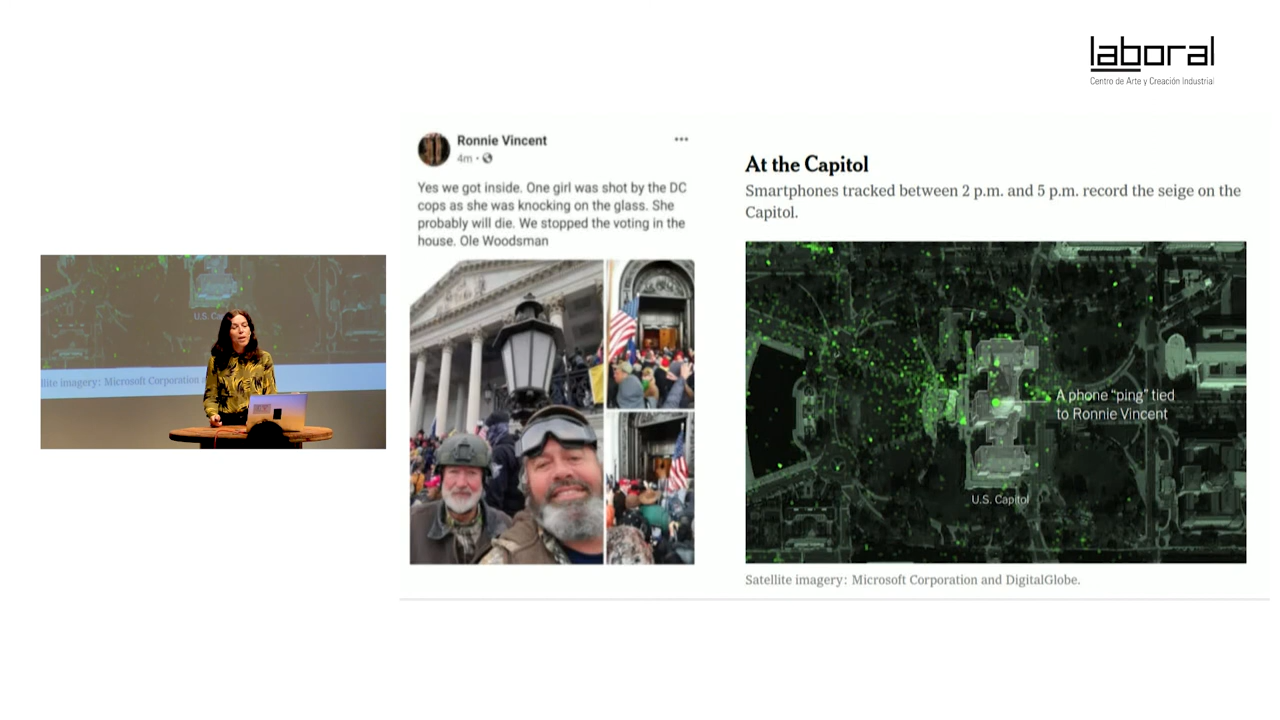 laboral
Centro de Arte y Creación Industrial
Ronnie Vincent
4m
Yes we got inside. One girl was shot by the DC
cops as she was knocking on the glass. She
probably will die. We stopped the voting in the
house. Ole Woodsman
At the Capitol
Smartphones tracked between 2 p.m. and 5 p.m. record the seige on the
Capitol.
A phone “ping” tied
to Ronnie Vincent
U.S. Capitol
Satellite imagery: Microsoft Corporation and DigitalGlobe.
U.S. Ca
llite imagery: Microsoft Corporation